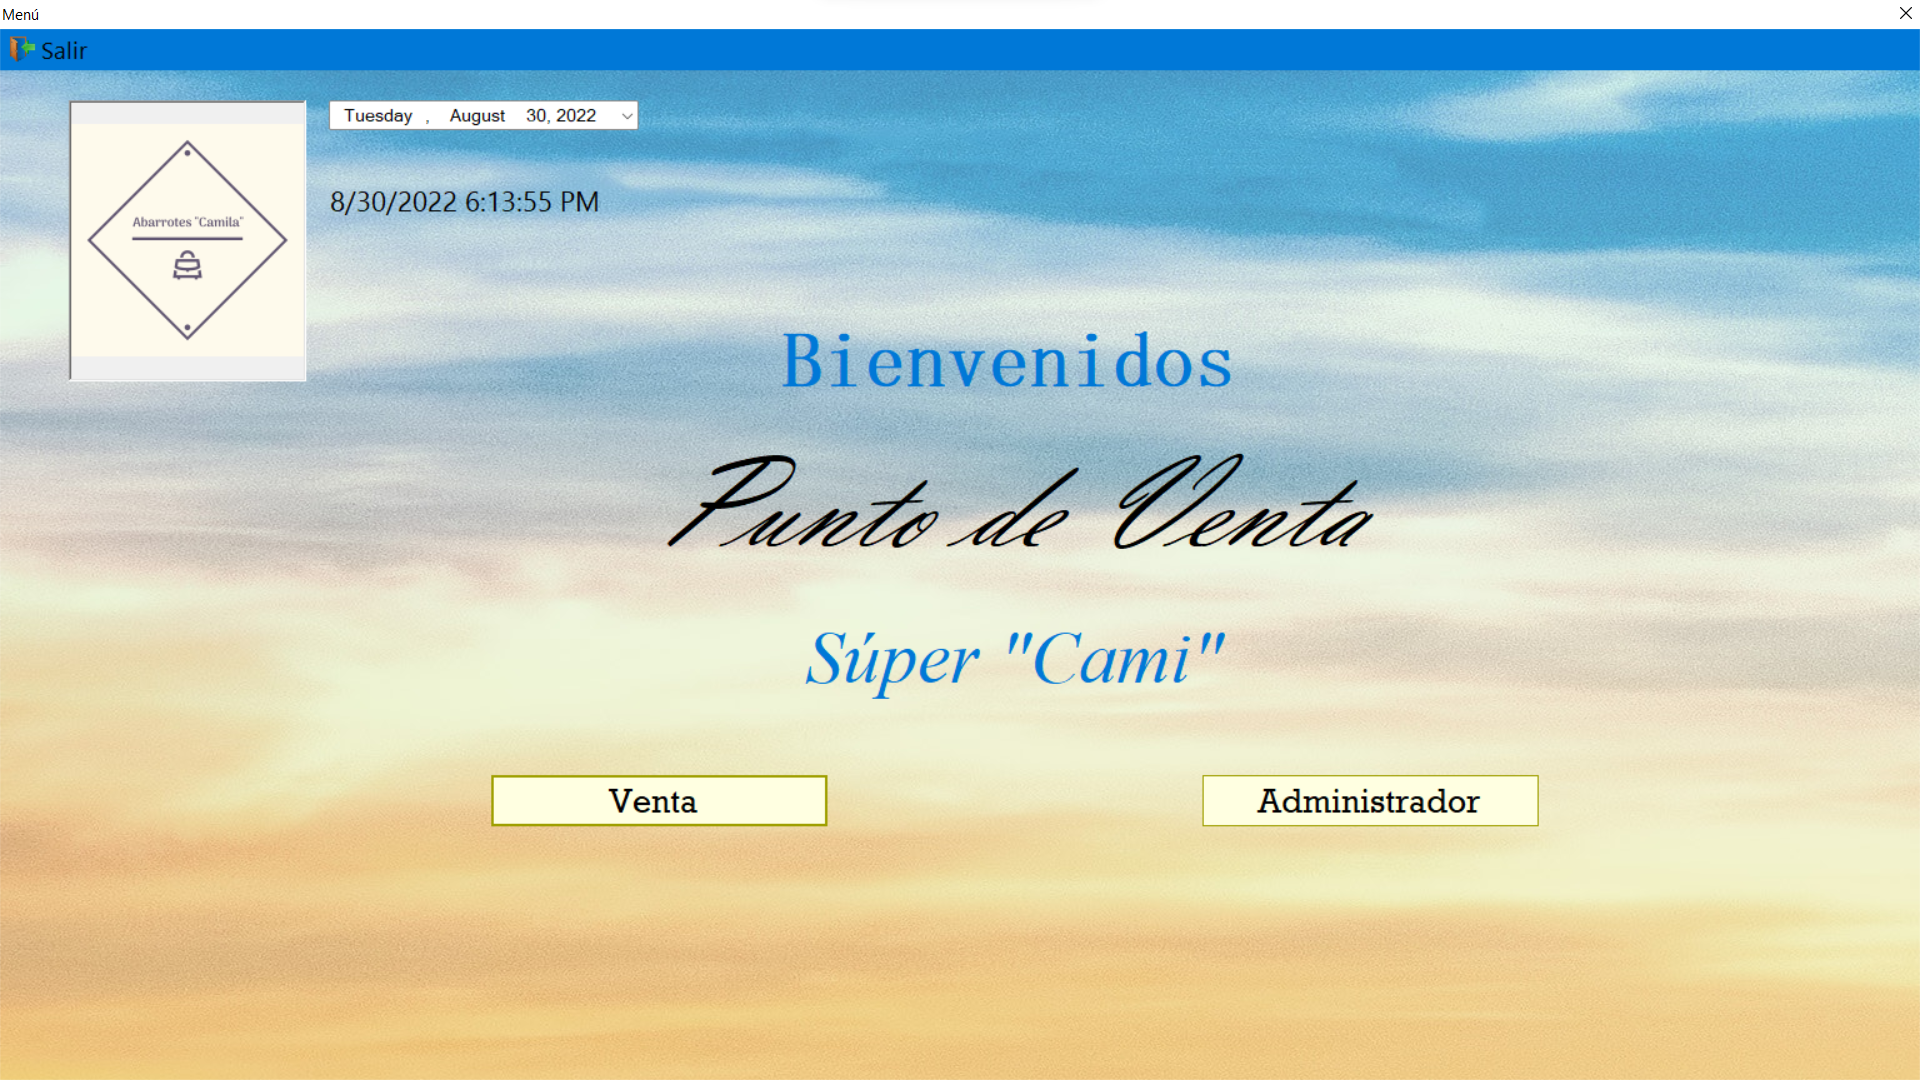 Menú
Salir
Tuesday , August 30, 2022
8/30/2022 6:13:55 PM
Abarrotes "Camila"
Bienvenidos
Punto de Venta
Súper "Cami"
Venta
Administrador